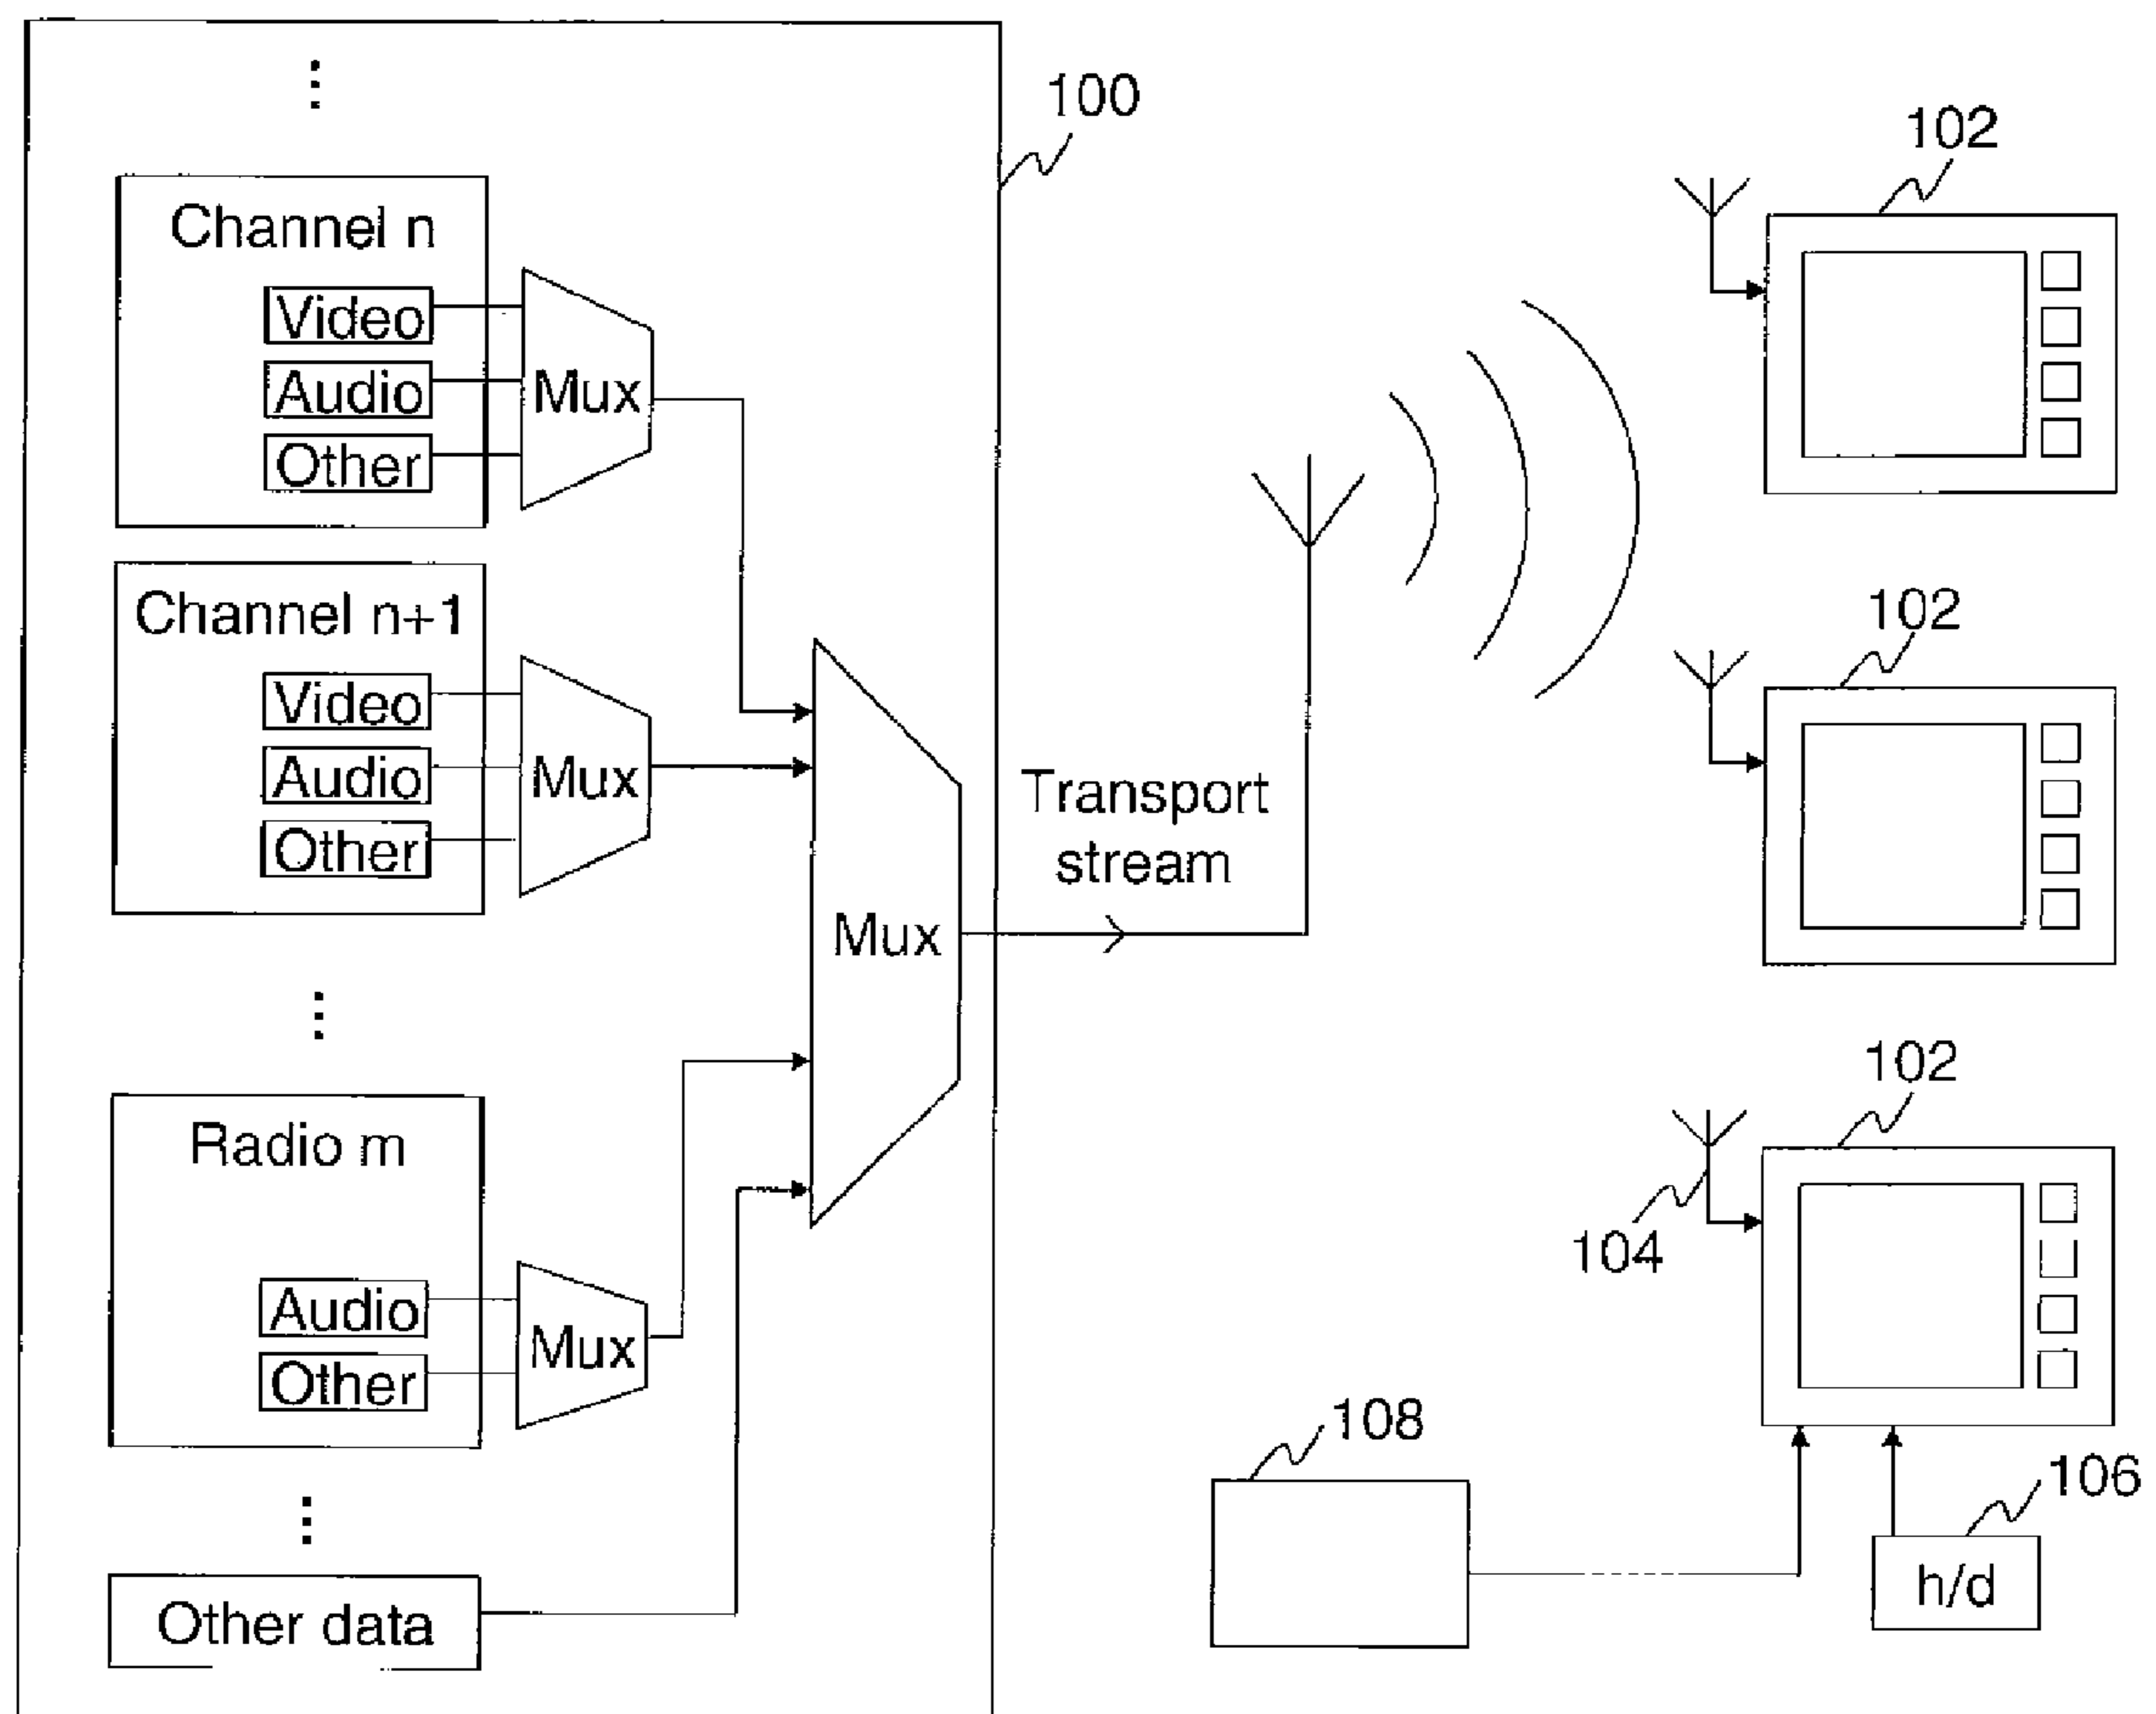 100
102
Channel n
Video
Audio
Other
Mux
Channel n+1
Video
Audio
Other
Mux
102
Transport
stream
Mux
Radio m
Audio
Other
Mux
102
104
108
106
h/d
Other data